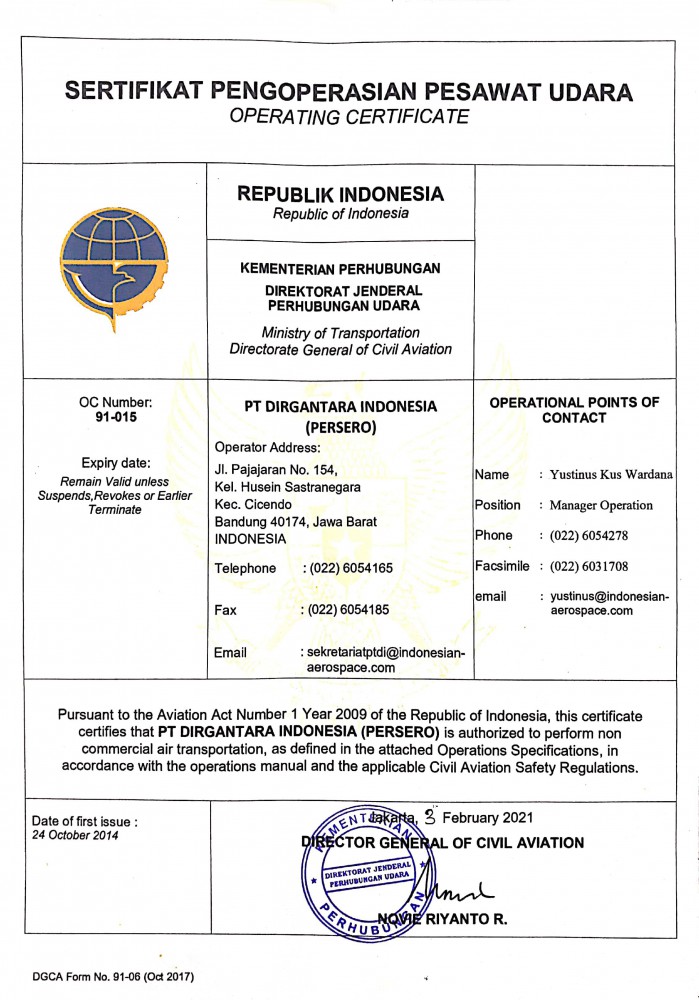 SERTIFIKAT PENGOPERASIAN PESAWAT UDARA
OPERATING CERTIFICATE
REPUBLIK INDONESIA
Republic of Indonesia
KEMENTERIAN PERHUBUNGAN
DIREKTORAT JENDERAL
PERHUBUNGAN UDARA
Ministry of Transportation
Directorate General of Civil Aviation
OC Number:
91-015
Expiry date:
Remain Valid unless
Suspends,Revokes or Earlier
Terminate
PT DIRGANTARA INDONESIA
(PERSERO)
Operator Address:
Jl. Pajajaran No. 154,
Kel. Husein Sastranegara
Kec. Cicendo
Bandung 40174, Jawa Barat
INDONESIA
Telephone : (022) 6054165
Fax : (022) 6054185
Email : sekretariatptdi@indonesian-
aerospace.com
OPERATIONAL POINTS OF
CONTACT
Name : Yustinus Kus Wardana
Position : Manager Operation
Phone : (022) 6054278
Facsimile : (022) 6031708
email : yustinus@indonesian-
aerospace.com
Pursuant to the Aviation Act Number 1 Year 2009 of the Republic of Indonesia, this certificate
certifies that PT DIRGANTARA INDONESIA (PERSERO) is authorized to perform non
commercial air transportation, as defined in the attached Operations Specifications, in
accordance with the operations manual and the applicable Civil Aviation Safety Regulations.
Date of first issue :
24 October 2014
Jakarta, 3 February 2021
DIRECTOR GENERAL OF CIVIL AVIATION
KEMENTERIAN
DIREKTORAT JENDERAL
PERHUBUNGAN UDARA
PERHUBUNGAN
NOVIE RIYANTO R.
DGCA Form No. 91-06 (Oct 2017)